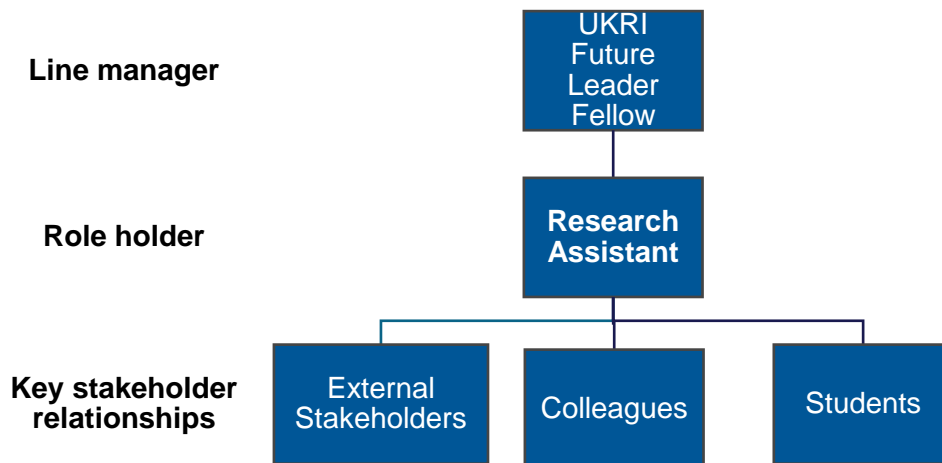 Line manager
UKRI
Future
Leader
Fellow
Role holder
Research
Assistant
Key stakeholder
relationships
External
Stakeholders
Colleagues
Students